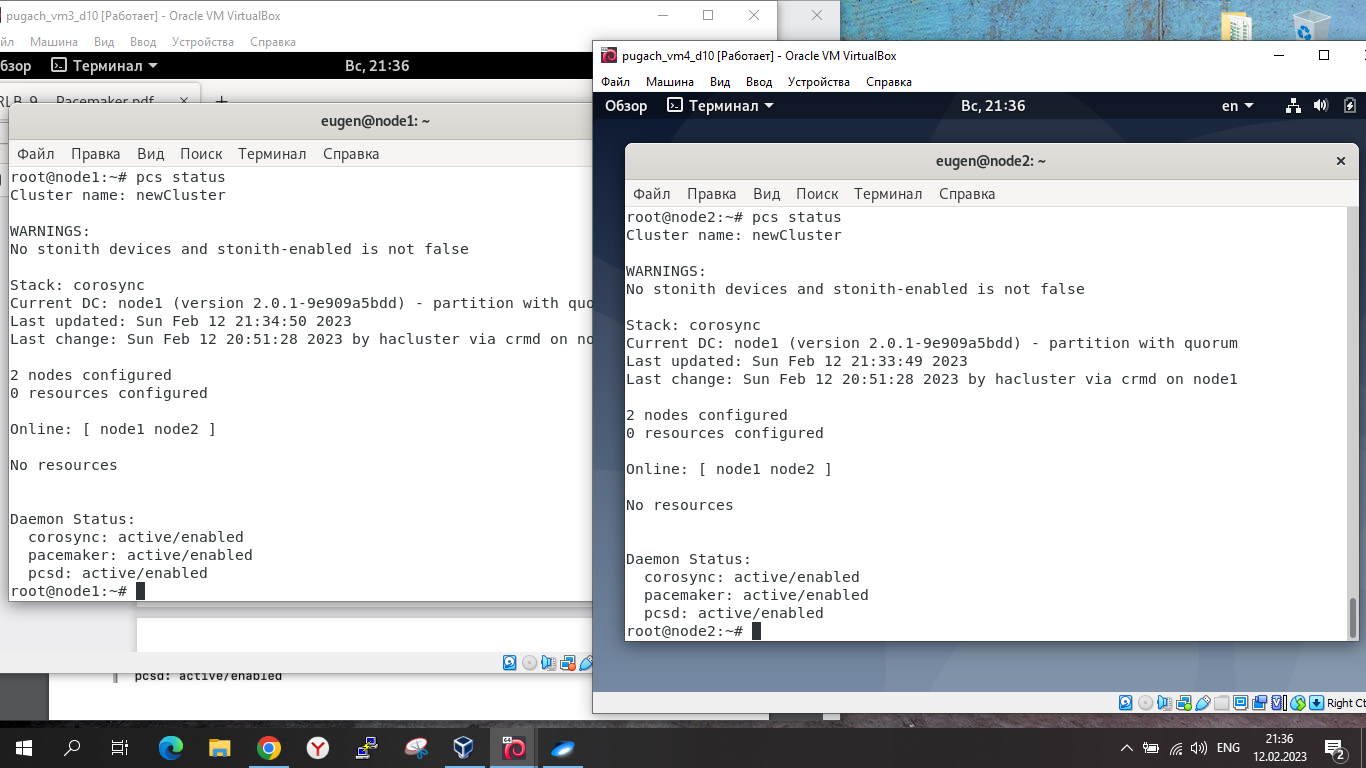 pugach_vm3_d10 [Работает] - Oracle VM VirtualBox
йл Машина Вид Ввод Устройства Справка
бзор Терминал Вс, 21:36
RLB_9_ Pacemaker.pdf × +
eugen@node1: ~
Файл Правка Вид Поиск Терминал Справка
root@node1:~# pcs status
Cluster name: newCluster
WARNINGS:
No stonith devices and stonith-enabled is not false
Stack: corosync
Current DC: node1 (version 2.0.1-9e909a5bdd) - partition with quo
Last updated: Sun Feb 12 21:34:50 2023
Last change: Sun Feb 12 20:51:28 2023 by hacluster via crmd on no
2 nodes configured
0 resources configured
Online: [ node1 node2 ]
No resources
Daemon Status:
corosync: active/enabled
pacemaker: active/enabled
pcsd: active/enabled
root@node1:~#
pcsd: active/enabled
pugach_vm4_d10 [Работает] - Oracle VM VirtualBox
Файл Машина Вид Ввод Устройства Справка
Обзор Терминал Вс, 21:36 en
eugen@node2: ~
Файл Правка Вид Поиск Терминал Справка
root@node2:~# pcs status
Cluster name: newCluster
WARNINGS:
No stonith devices and stonith-enabled is not false
Stack: corosync
Current DC: node1 (version 2.0.1-9e909a5bdd) - partition with quorum
Last updated: Sun Feb 12 21:33:49 2023
Last change: Sun Feb 12 20:51:28 2023 by hacluster via crmd on node1
2 nodes configured
0 resources configured
Online: [ node1 node2 ]
No resources
Daemon Status:
corosync: active/enabled
pacemaker: active/enabled
pcsd: active/enabled
root@node2:~#
Right Ct
ENG 21:36
12.02.2023
2